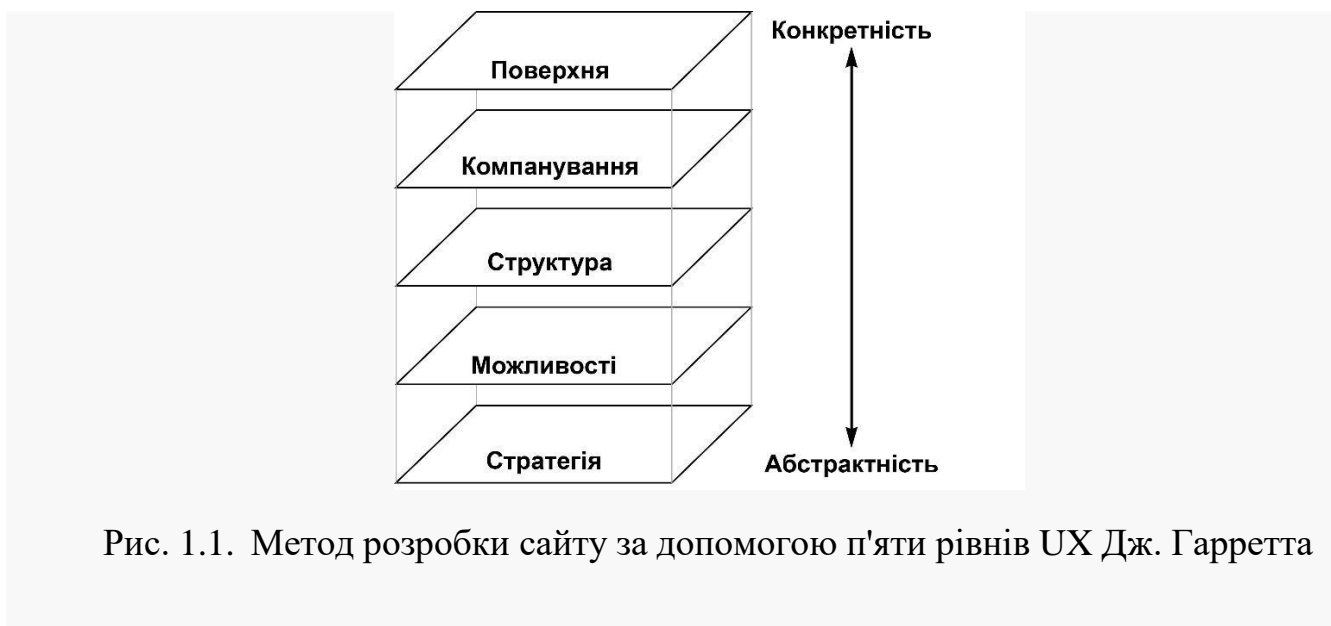 Конкретність
Поверхня
Компанування
Структура
Можливості
Стратегія
Абстрактність
Рис. 1.1. Метод розробки сайту за допомогою п'яти рівнів UX Дж. Гарретта